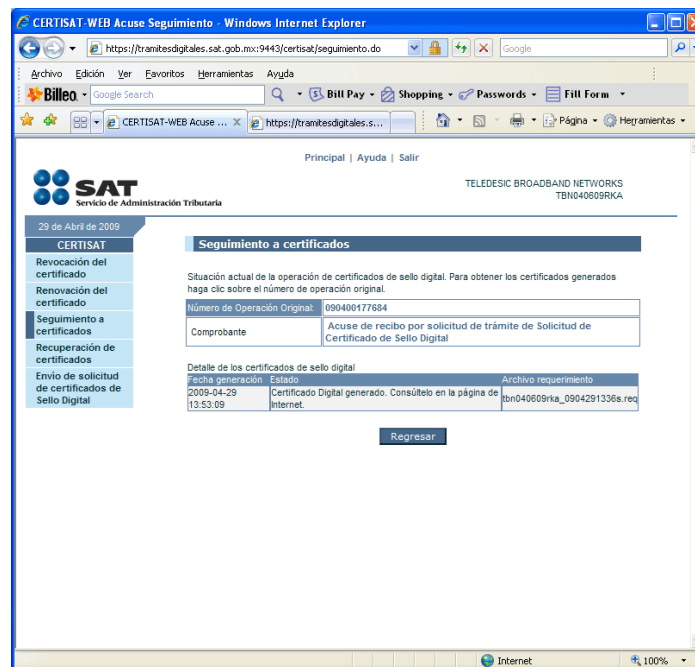 CERTISAT-WEB Acuse Seguimiento - Windows Internet Explorer
https://tramitesdigitales.sat.gob.mx:9443/certisat/seguimiento.do
Google
Archivo Edición Ver Favoritos Herramientas Ayuda
Billeo Google Search Bill Pay Shopping Passwords Fill Form
CERTISAT-WEB Acuse ... https://tramitesdigitales.s... Página Herramientas
Principal | Ayuda | Salir
SAT
Servicio de Administración Tributaria
TELEDESIC BROADBAND NETWORKS
TBN040609RKA
29 de Abril de 2009
CERTISAT
Revocación del
certificado
Renovación del
certificado
Seguimiento a
certificados
Recuperación de
certificados
Envio de solicitud
de certificados de
Sello Digital
Seguimiento a certificados
Situación actual de la operación de certificados de sello digital. Para obtener los certificados generados
haga clic sobre el número de operación original.
Número de Operación Original: 090400177684
Comprobante Acuse de recibo por solicitud de trámite de Solicitud de
Certificado de Sello Digital
Detalle de los certificados de sello digital
Fecha generación Estado Archivo requerimiento
2009-04-29 Certificado Digital generado. Consúltelo en la página de tbn040609rka_0904291336s.req
13:53:09 Internet.
Regresar
Internet 100%